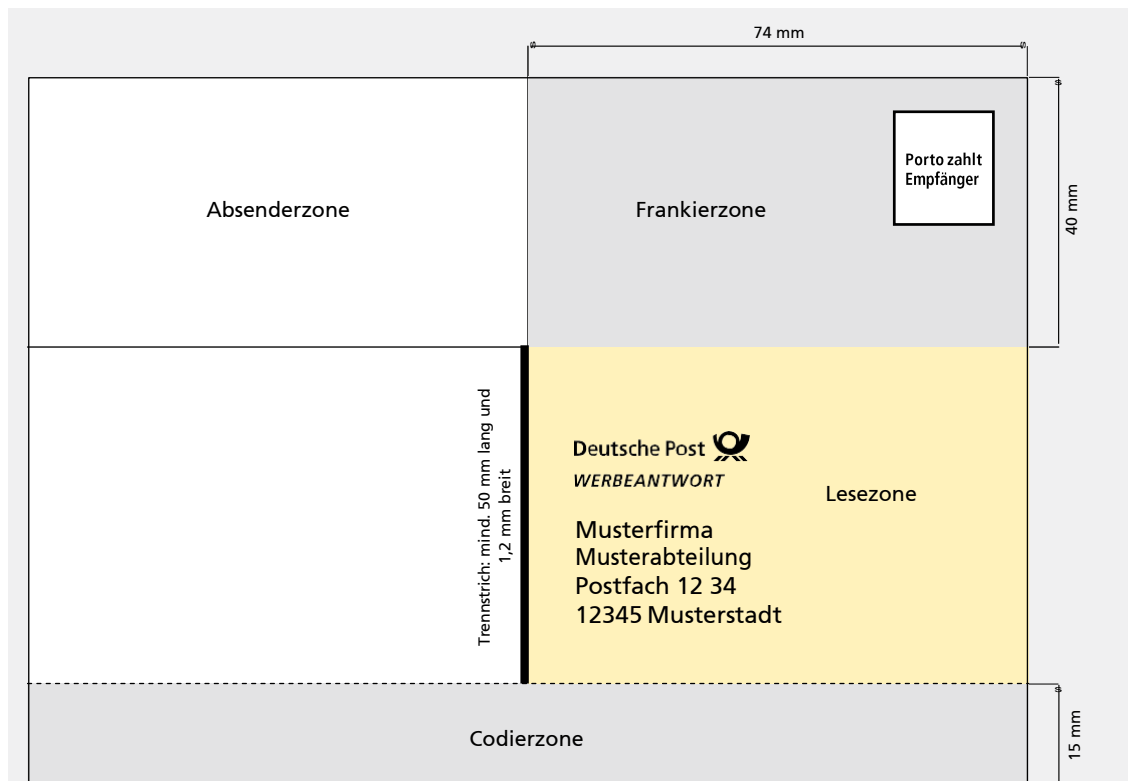 74 mm
Absenderzone
Frankierzone
Porto zahlt
Empfänger
40 mm
Trennstrich: mind. 50 mm lang und
1,2 mm breit
Deutsche Post
WERBEANTWORT
Lesezone
Musterfirma
Musterabteilung
Postfach 12 34
12345 Musterstadt
Codierzone
15 mm